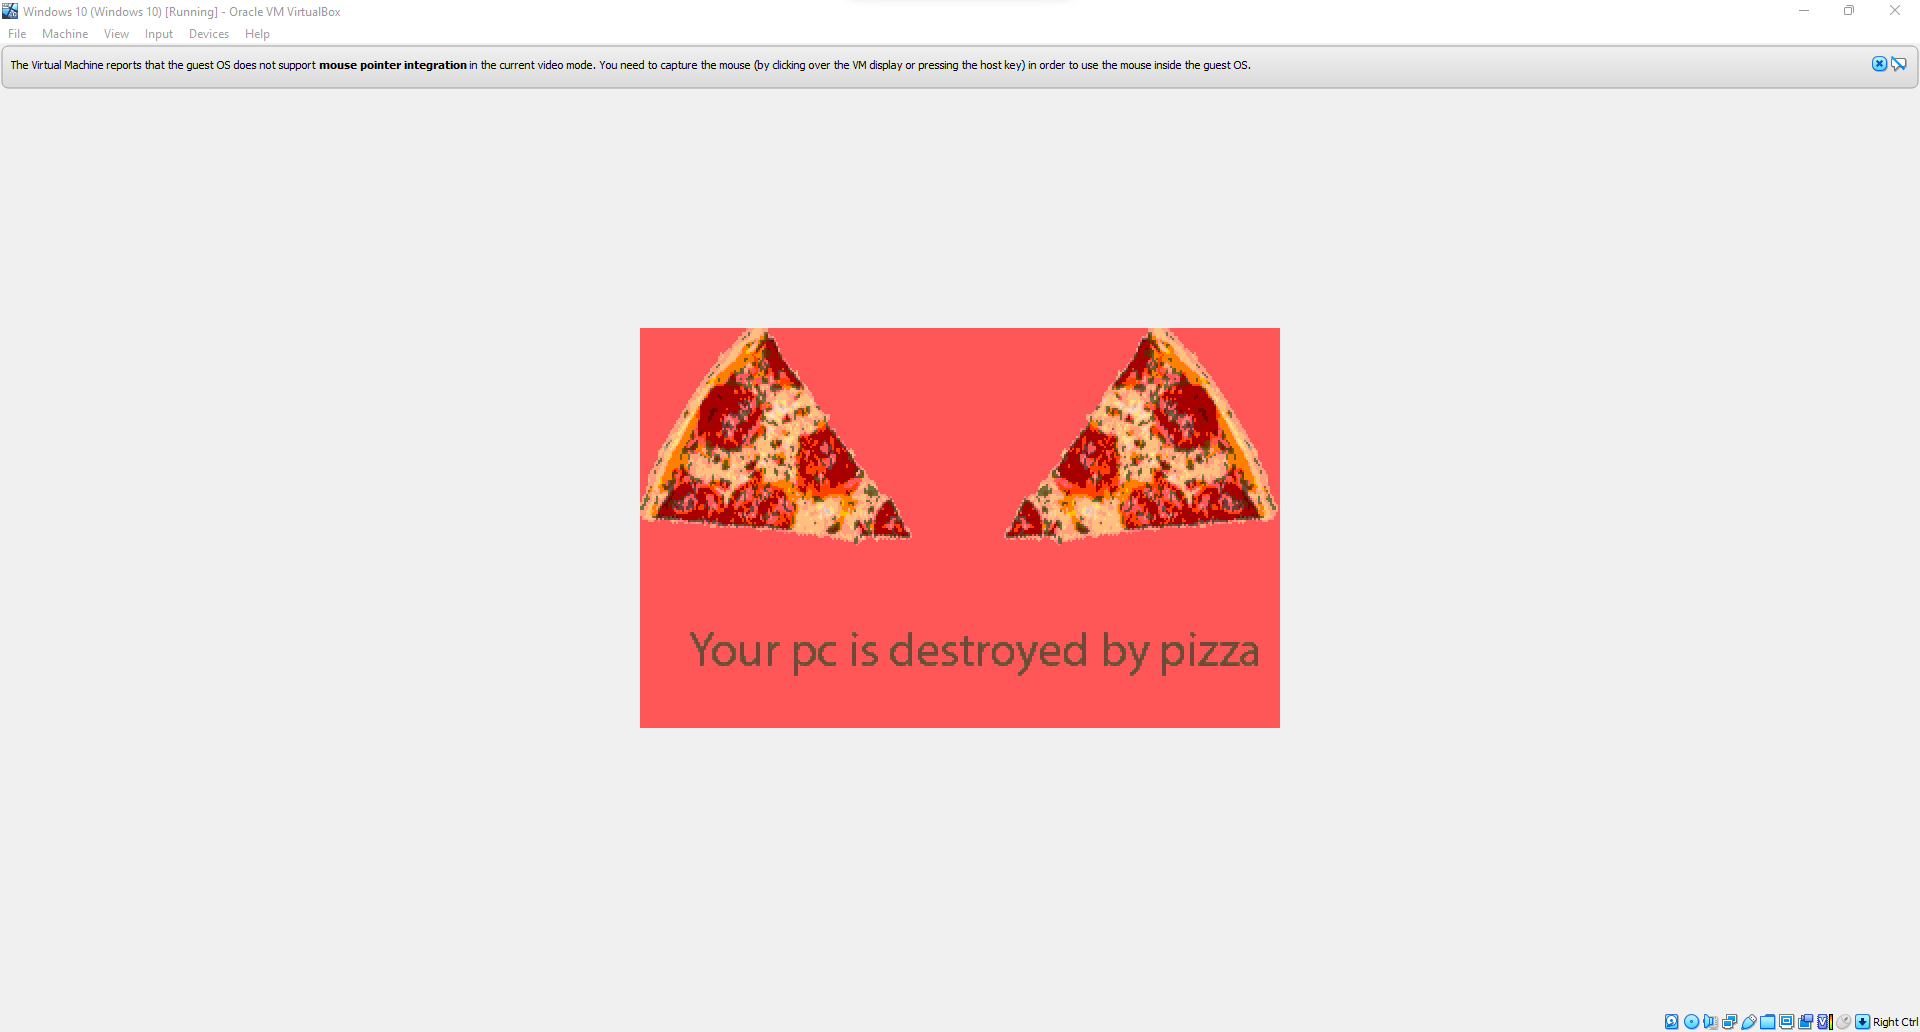 Windows 10 (Windows 10) [Running] - Oracle VM VirtualBox
File Machine View Input Devices Help
The Virtual Machine reports that the guest OS does not support mouse pointer integration in the current video mode. You need to capture the mouse (by clicking over the VM display or pressing the host key) in order to use the mouse inside the guest OS.
Your pc is destroyed by pizza
Right Ctrl